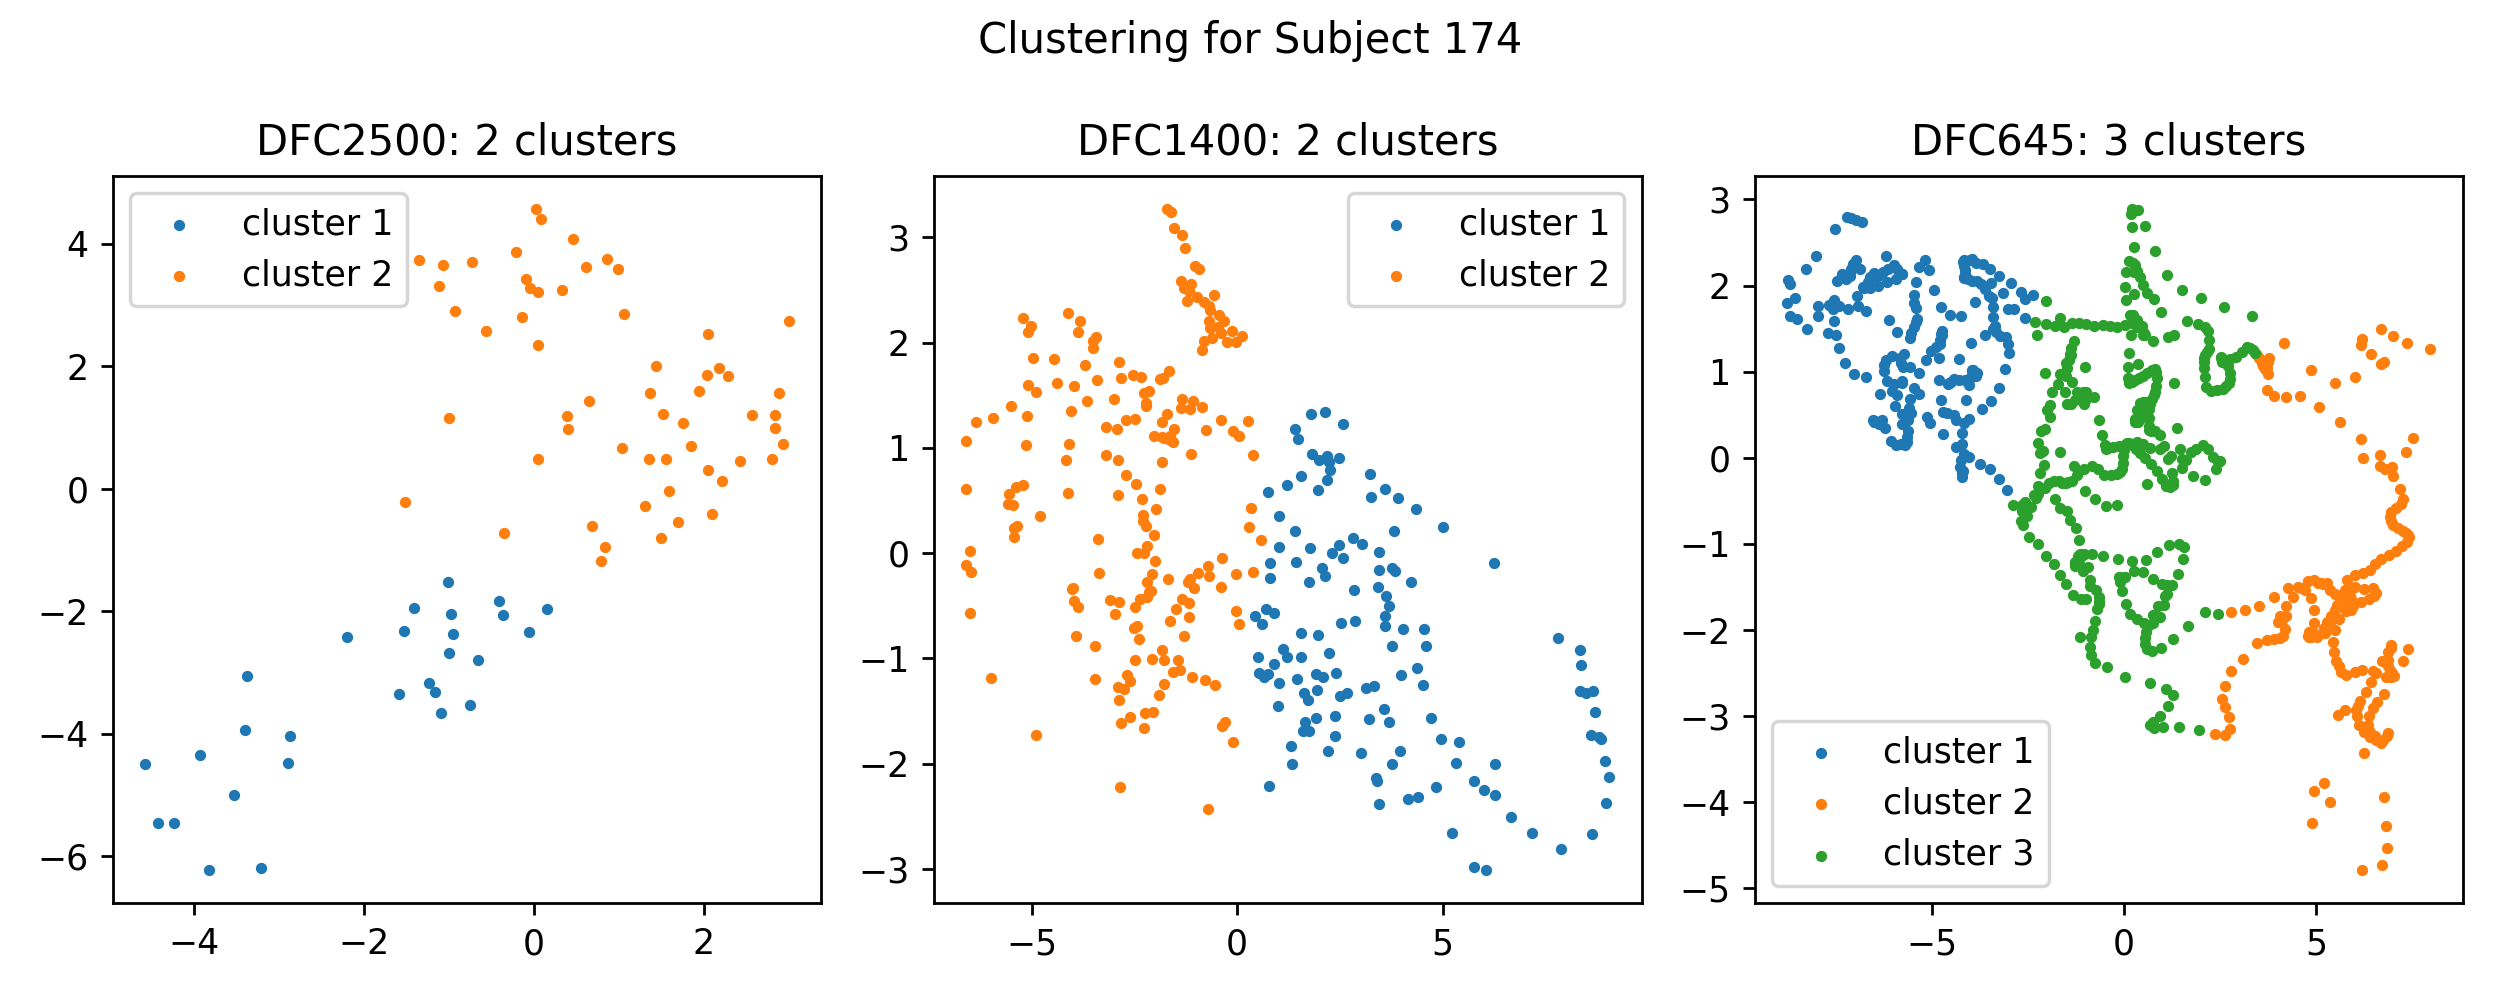 Clustering for Subject 174
DFC2500: 2 clusters
cluster 1
cluster 2
4
2
0
−2
−4
−6
−4
−2
0
2
DFC1400: 2 clusters
cluster 1
cluster 2
3
2
1
0
−1
−2
−3
−5
0
5
DFC645: 3 clusters
3
2
1
0
−1
−2
−3
−4
−5
cluster 1
cluster 2
cluster 3
−5
0
5